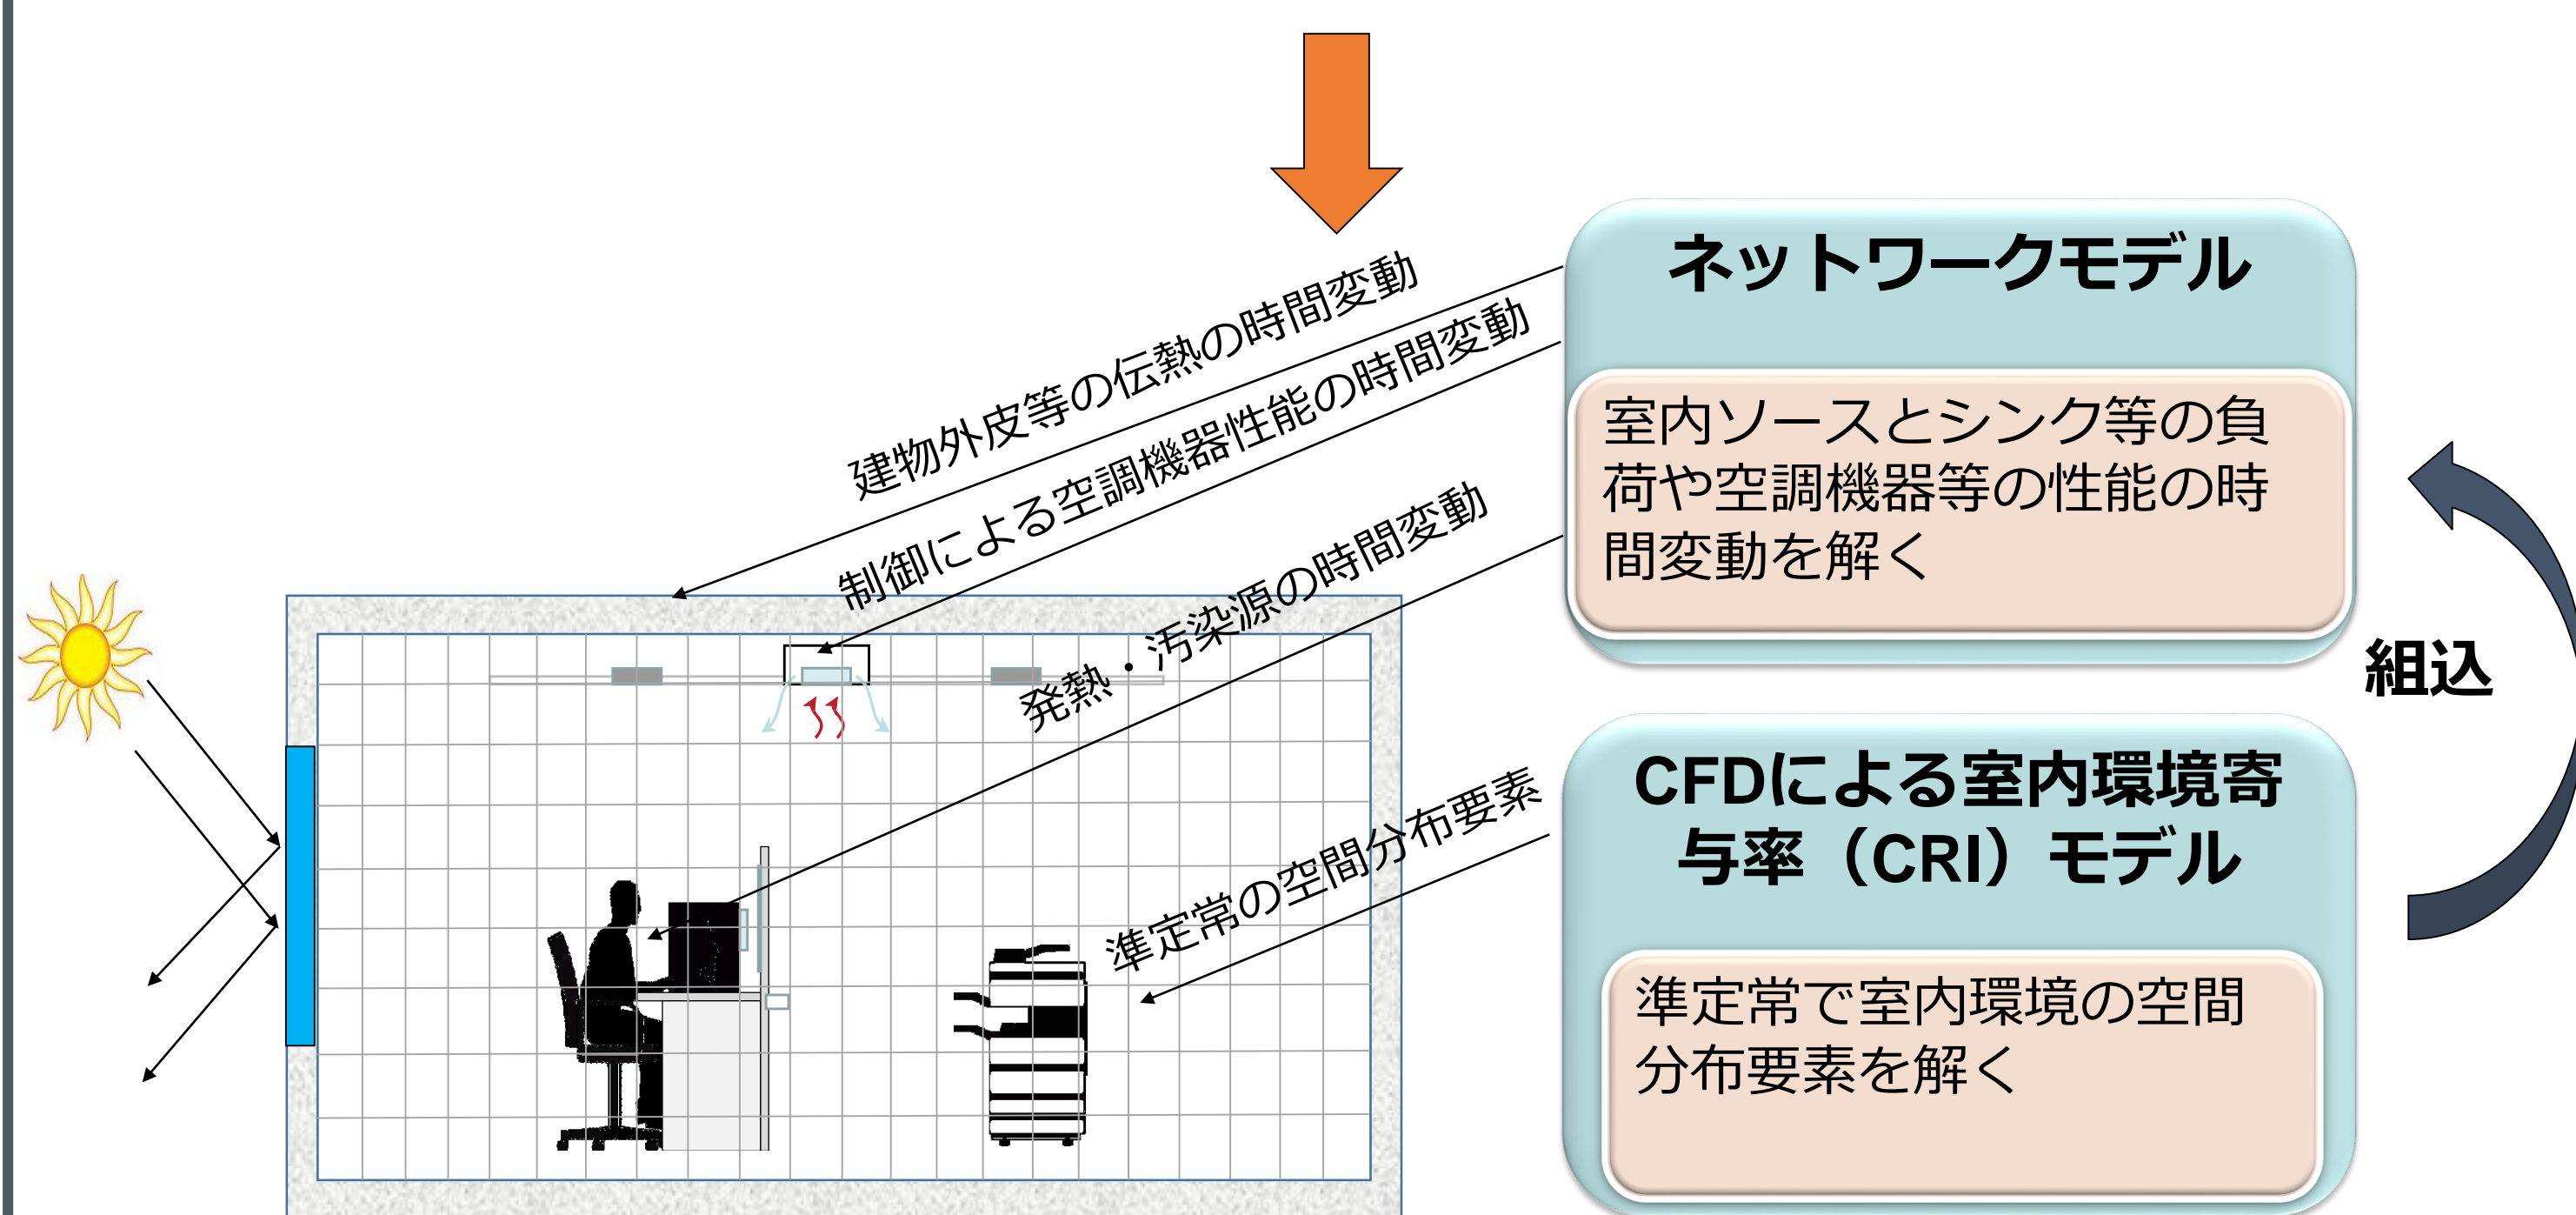 ネットワークモデル
室内ソースとシンク等の負
荷や空調機器等の性能の時
間変動を解く
建物外皮等の伝熱の時間変動
制御による空調機器性能の時間変動
発熱・汚染源の時間変動
準定常の空間分布要素
組込
CFDによる室内環境寄
与率（CRI）モデル
準定常で室内環境の空間
分布要素を解く